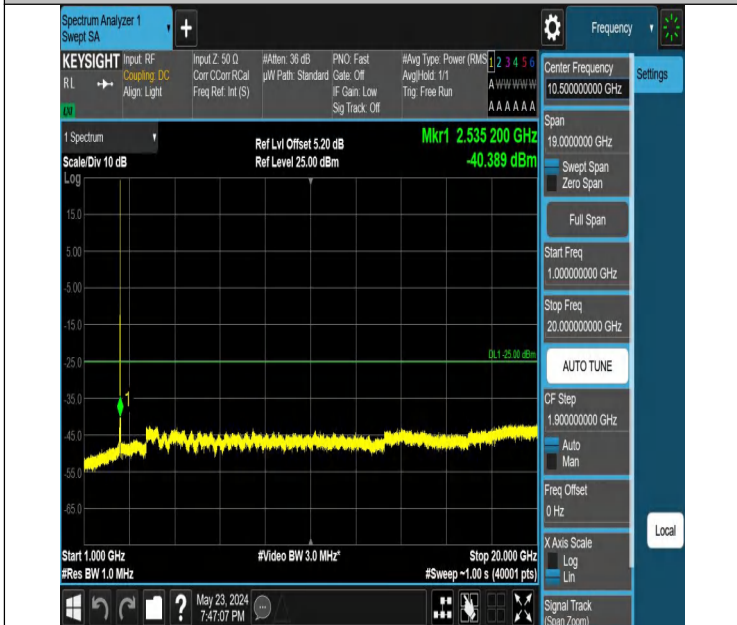 Spectrum Analyzer 1
Swept SA
+
Frequency
KEYSIGHT
RL
Input: RF
Coupling: DC
Align: Light
Input Z: 50 Ω
Corr CCorr RCal
Freq Ref: Int (S)
#Atten: 36 dB
µW Path: Standard
PNO: Fast
Gate: Off
IF Gain: Low
Sig Track: Off
#Avg Type: Power (RMS
Avg|Hold: 1/1
Trig: Free Run
1 2 3 4 5 6
A W W W W W
A A A A A A
1 Spectrum
Scale/Div 10 dB
Ref Lvl Offset 5.20 dB
Ref Level 25.00 dBm
Mkr1 2.535 200 GHz
-40.389 dBm
Log
15.0
5.00
-5.00
-15.0
-25.0
DL1 -25.00 dBm
-35.0
1
-45.0
-55.0
-65.0
Start 1.000 GHz
#Video BW 3.0 MHz*
Stop 20.000 GHz
#Res BW 1.0 MHz
#Sweep ~1.00 s (40001 pts)
Center Frequency
10.500000000 GHz
Settings
Span
19.0000000 GHz
Swept Span
Zero Span
Full Span
Start Freq
1.000000000 GHz
Stop Freq
20.000000000 GHz
AUTO TUNE
CF Step
1.900000000 GHz
Auto
Man
Freq Offset
0 Hz
X Axis Scale
Log
Lin
Local
Signal Track
(Span Zoom)
?
May 23, 2024
7:47:07 PM